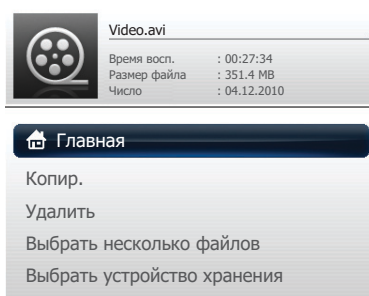 Video.avi
Время восп. : 00:27:34
Размер файла : 351.4 MB
Число : 04.12.2010
Главная
Копир.
Удалить
Выбрать несколько файлов
Выбрать устройство хранения